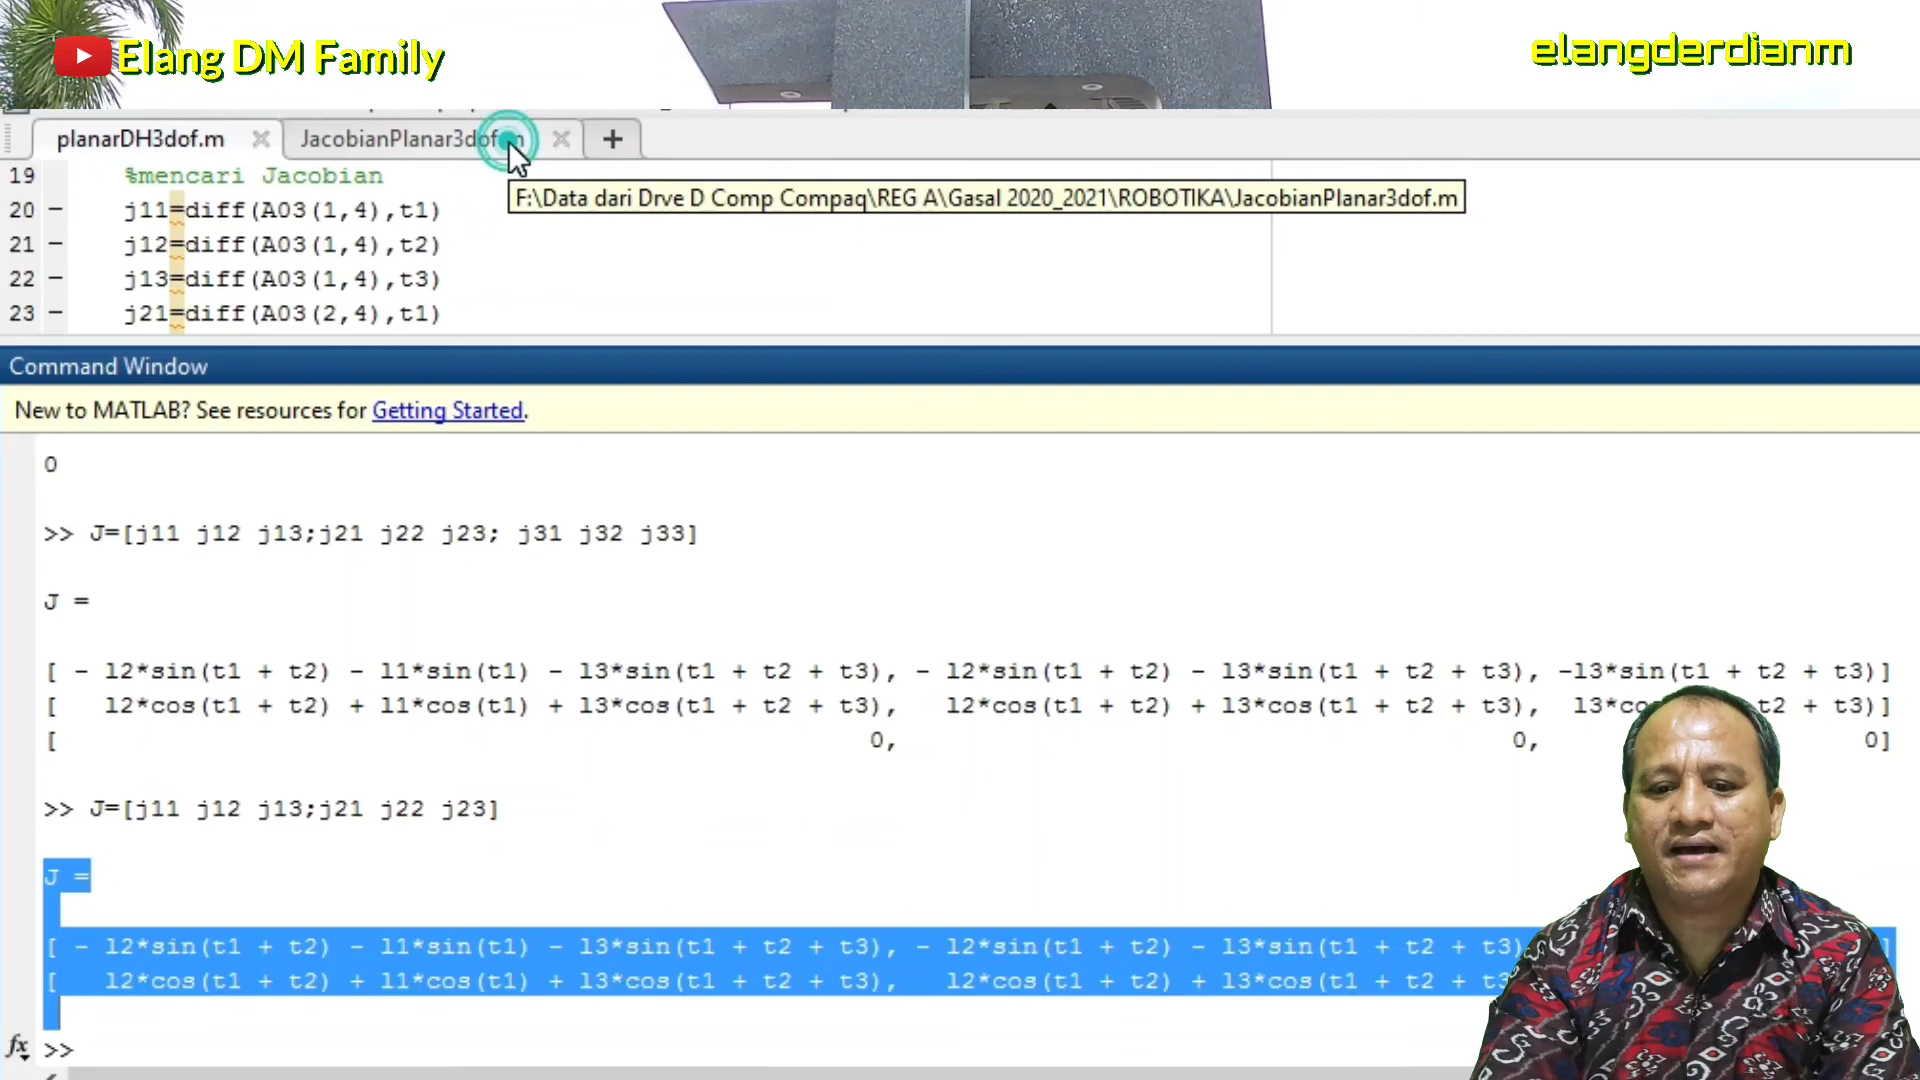 Elang DM Family
elangderdianm
planarDH3dof.m
JacobianPlanar3dof.m
F:\Data dari Drve D Comp Compaq\REG A\Gasal 2020_2021\ROBOTIKA\JacobianPlanar3dof.m
19 %mencari Jacobian
20 - j11=diff(A03(1,4),t1)
21 - j12=diff(A03(1,4),t2)
22 - j13=diff(A03(1,4),t3)
23 - j21=diff(A03(2,4),t1)
Command Window
New to MATLAB? See resources for Getting Started.
0
>> J=[j11 j12 j13;j21 j22 j23; j31 j32 j33]
J =
[ - l2*sin(t1 + t2) - l1*sin(t1) - l3*sin(t1 + t2 + t3), - l2*sin(t1 + t2) - l3*sin(t1 + t2 + t3), -l3*sin(t1 + t2 + t3)]
[ l2*cos(t1 + t2) + l1*cos(t1) + l3*cos(t1 + t2 + t3), l2*cos(t1 + t2) + l3*cos(t1 + t2 + t3), l3*co t2 + t3)]
[ 0, 0, 0]
>> J=[j11 j12 j13;j21 j22 j23]
J =
[ - l2*sin(t1 + t2) - l1*sin(t1) - l3*sin(t1 + t2 + t3), - l2*sin(t1 + t2) - l3*sin(t1 + t2 + t3) ]
[ l2*cos(t1 + t2) + l1*cos(t1) + l3*cos(t1 + t2 + t3), l2*cos(t1 + t2) + l3*cos(t1 + t2 + t3
fx >>